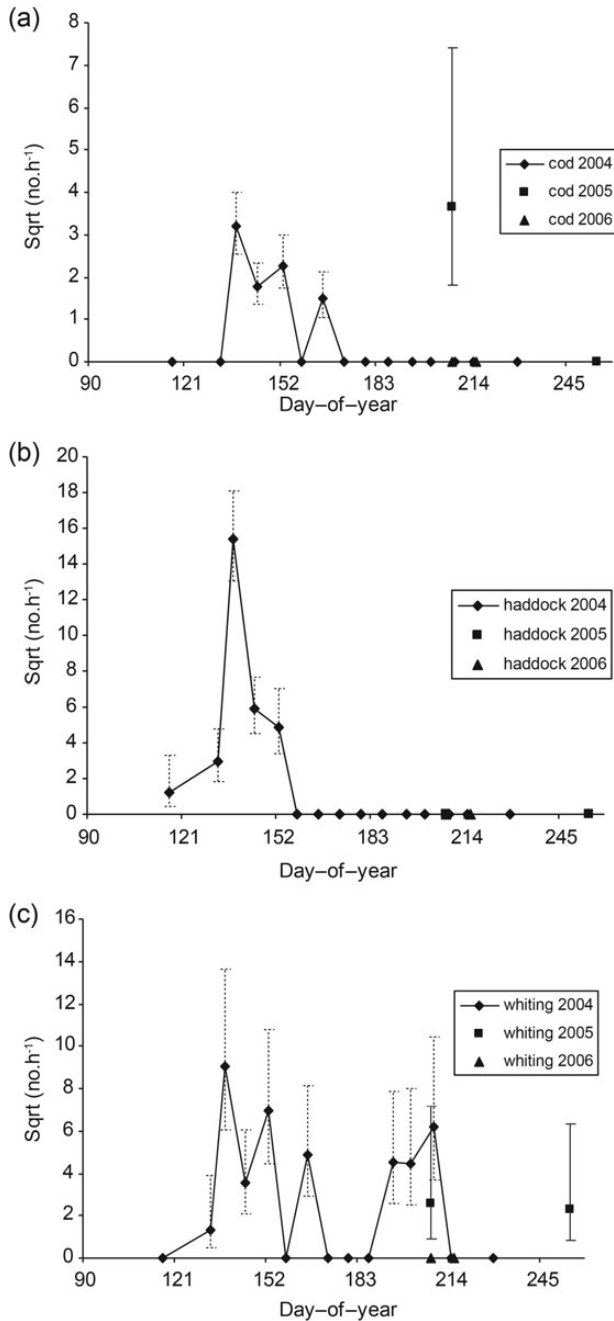 (a)
8
7
6
5
4
3
2
1
0
Sqrt (no.h⁻¹)
90 121 152 183 214 245
Day–of–year
cod 2004
cod 2005
cod 2006
(b)
20
18
16
14
12
10
8
6
4
2
0
Sqrt (no.h⁻¹)
90 121 152 183 214 245
Day–of–year
haddock 2004
haddock 2005
haddock 2006
(c)
16
14
12
10
8
6
4
2
0
Sqrt (no.h⁻¹)
90 121 152 183 214 245
Day–of–year
whiting 2004
whiting 2005
whiting 2006